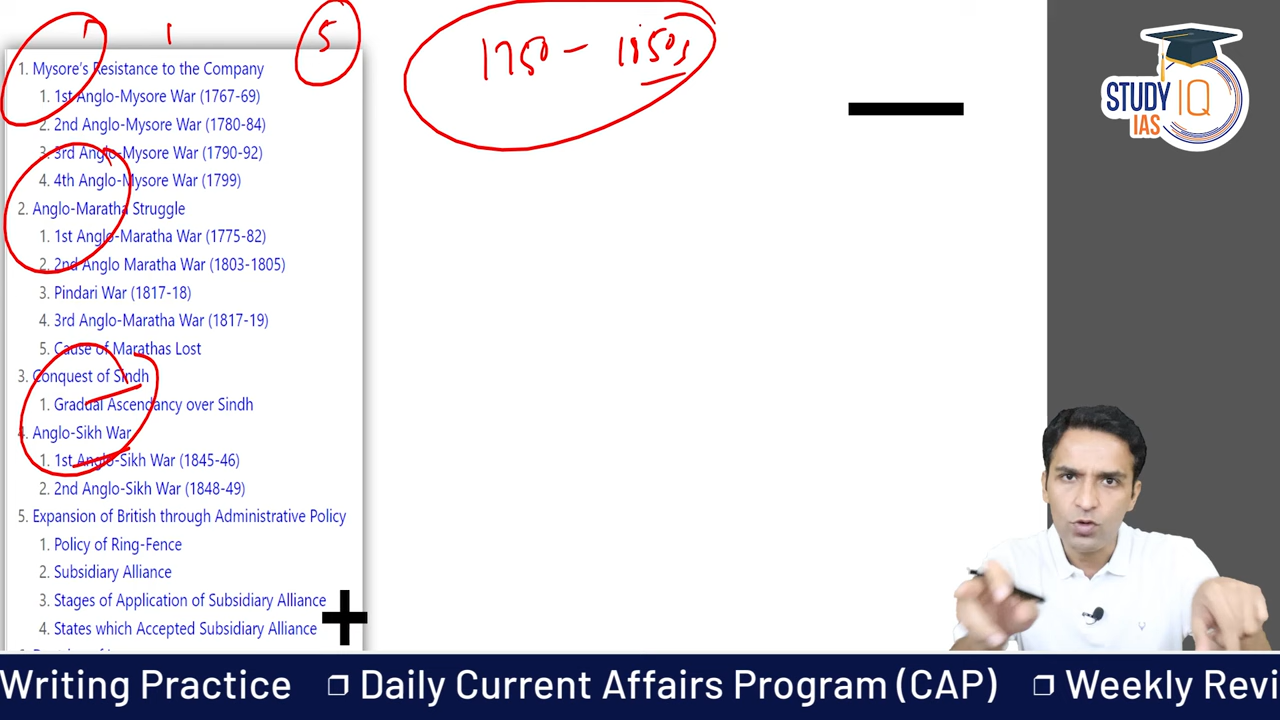 5
1750 - 1850s
1. Mysore's Resistance to the Company
1. 1st Anglo-Mysore War (1767-69)
2. 2nd Anglo-Mysore War (1780-84)
3. 3rd Anglo-Mysore War (1790-92)
4. 4th Anglo-Mysore War (1799)
2. Anglo-Maratha Struggle
1. 1st Anglo-Maratha War (1775-82)
2. 2nd Anglo Maratha War (1803-1805)
3. Pindari War (1817-18)
4. 3rd Anglo-Maratha War (1817-19)
5. Cause of Marathas Lost
3. Conquest of Sindh
1. Gradual Ascendancy over Sindh
4. Anglo-Sikh War
1. 1st Anglo-Sikh War (1845-46)
2. 2nd Anglo-Sikh War (1848-49)
5. Expansion of British through Administrative Policy
1. Policy of Ring-Fence
2. Subsidiary Alliance
3. Stages of Application of Subsidiary Alliance
4. States which Accepted Subsidiary Alliance
STUDY IQ
IAS
Writing Practice ❐ Daily Current Affairs Program (CAP) ❐ Weekly Revi